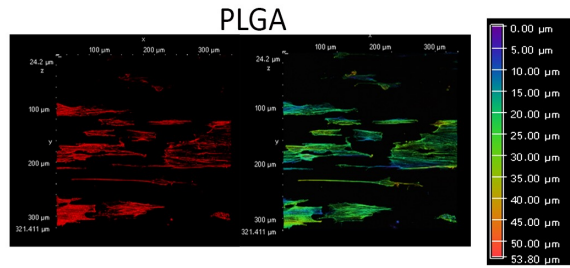 PLGA
x
100 µm 200 µm 300 µm
24.2 µm
z
100 µm
y
200 µm
300 µm
321.411 µm
x
100 µm 200 µm 300 µm
24.2 µm
z
100 µm
y
200 µm
300 µm
321.411 µm
0.00 µm
5.00 µm
10.00 µm
15.00 µm
20.00 µm
25.00 µm
30.00 µm
35.00 µm
40.00 µm
45.00 µm
50.00 µm
53.80 µm